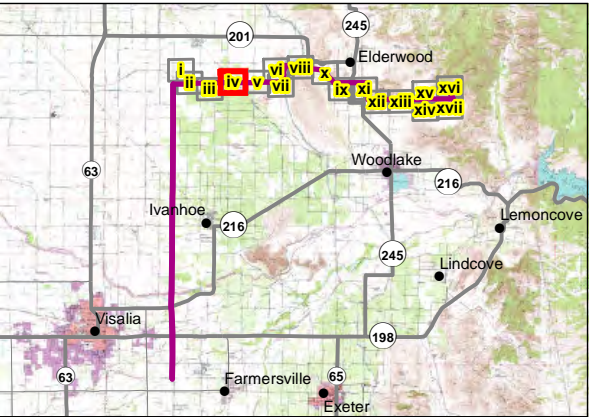 245
201
Elderwood
i
ii
iii
iv
v
vi
vii
viii
ix
x
xi
xii
xiii
xiv
xv
xvi
xvii
63
Woodlake
216
Ivanhoe
216
Lemoncove
245
Lindcove
Visalia
198
63
Farmersville
65
Exeter